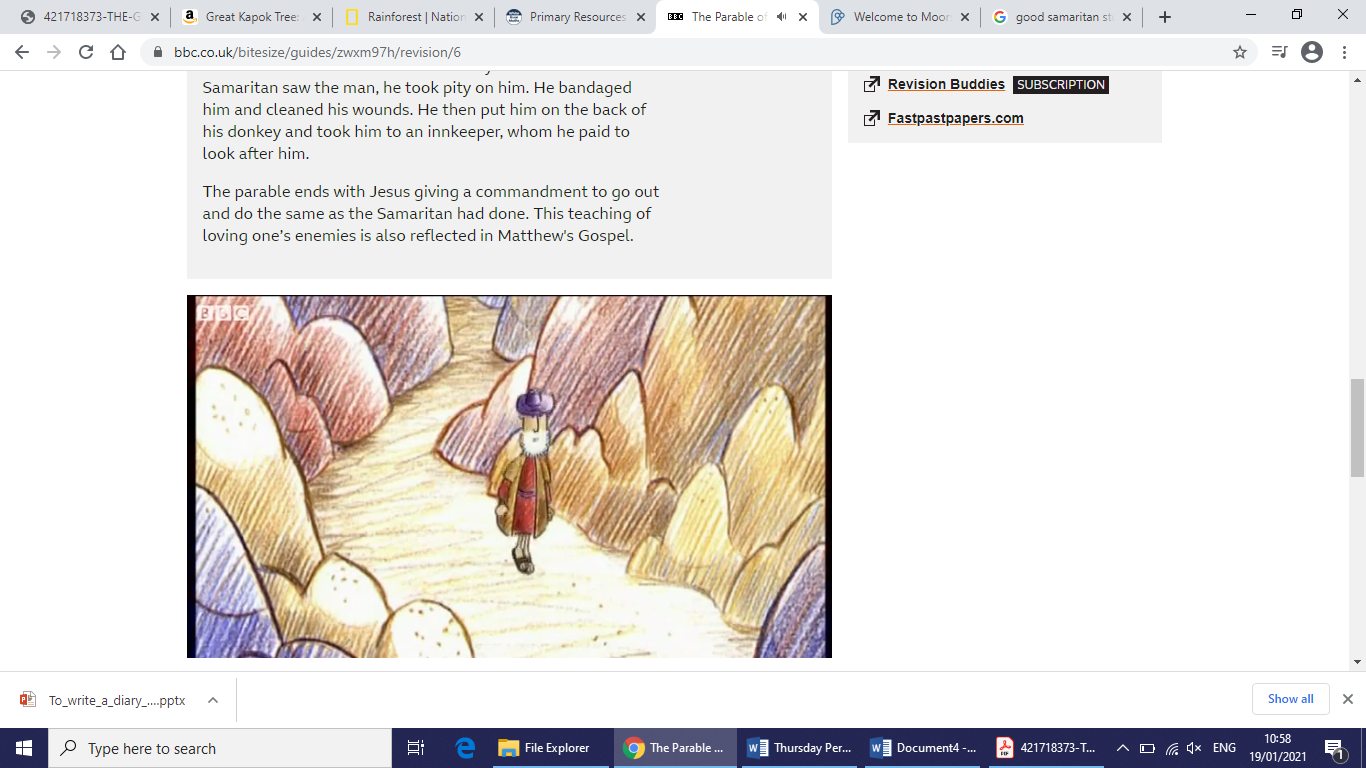 421718373-THE-G
Great Kapok Tree:
Rainforest | Nation
Primary Resources
BBC
The Parable of
Welcome to Moor
good samaritan st
bbc.co.uk/bitesize/guides/zwxm97h/revision/6
Samaritan saw the man, he took pity on him. He bandaged
him and cleaned his wounds. He then put him on the back of
his donkey and took him to an innkeeper, whom he paid to
look after him.
The parable ends with Jesus giving a commandment to go out
and do the same as the Samaritan had done. This teaching of
loving one’s enemies is also reflected in Matthew's Gospel.
Revision Buddies SUBSCRIPTION
Fastpastpapers.com
BBC
To_write_a_diary_....pptx
Show all
Type here to search
File Explorer
The Parable ...
Thursday Per...
Document4 -...
421718373-T...
ENG
10:58
19/01/2021
1